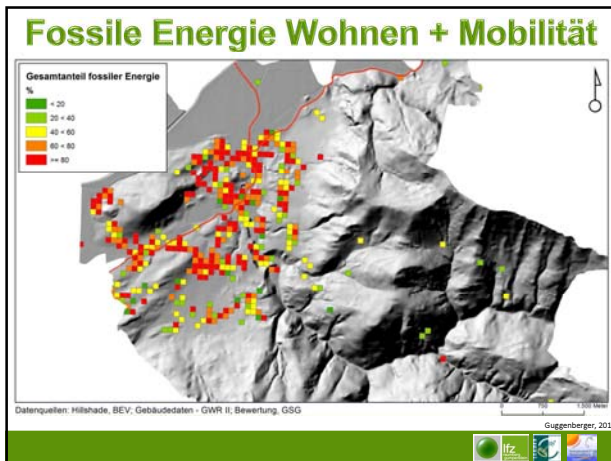 Fossile Energie Wohnen + Mobilität
Gesamtanteil fossiler Energie
%
< 20
20 < 40
40 < 60
60 < 80
>= 80
Datenquellen: Hillshade, BEV; Gebäudedaten - GWR II; Bewertung, GSG
0 750 1.500 Meter
Guggenberger, 201
lfz